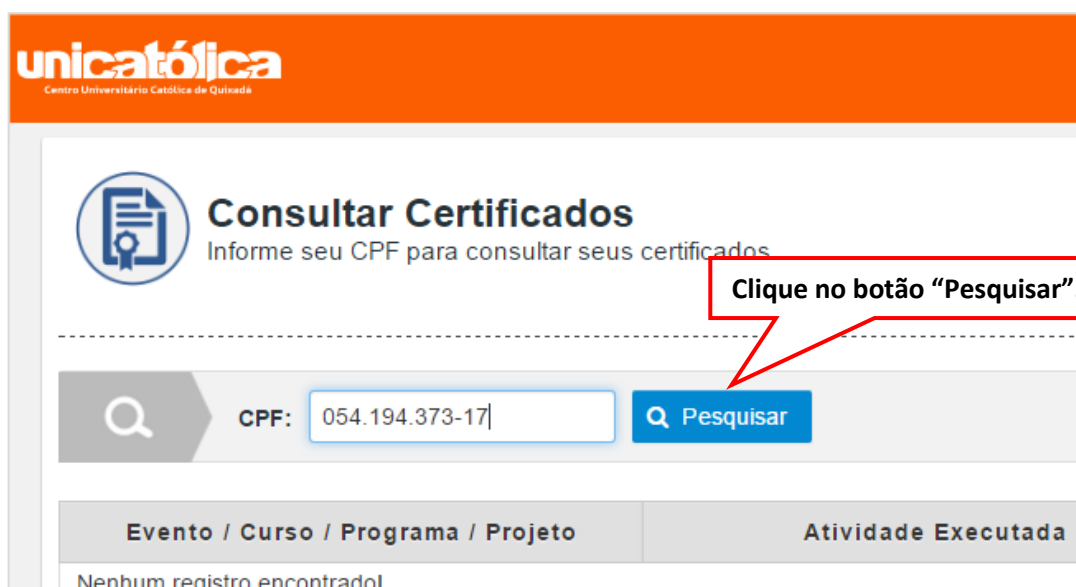 unicatólica
Centro Universitário Católica de Quixadá
Consultar Certificados
Informe seu CPF para consultar seus certificados
Clique no botão “Pesquisar”
CPF: 054.194.373-17 Pesquisar
Evento / Curso / Programa / Projeto Atividade Executada
Nenhum registro encontrado!